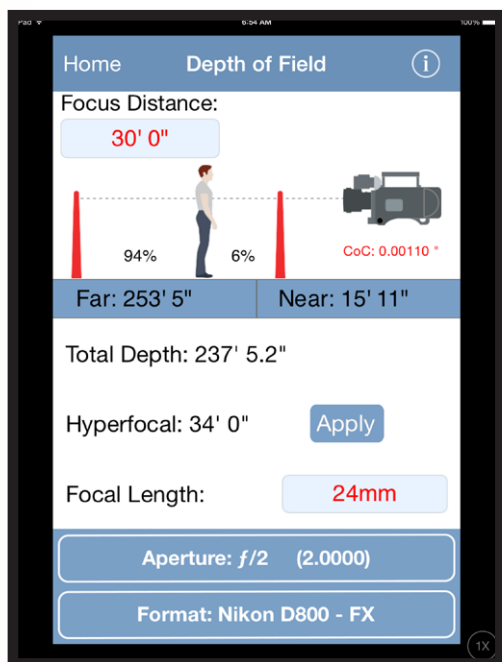 Pad 6:54 AM 100%
Home Depth of Field i
Focus Distance:
30' 0"
94% 6% CoC: 0.00110 "
Far: 253' 5" Near: 15' 11"
Total Depth: 237' 5.2"
Hyperfocal: 34' 0" Apply
Focal Length: 24mm
Aperture: ƒ/2 (2.0000)
Format: Nikon D800 - FX
1X